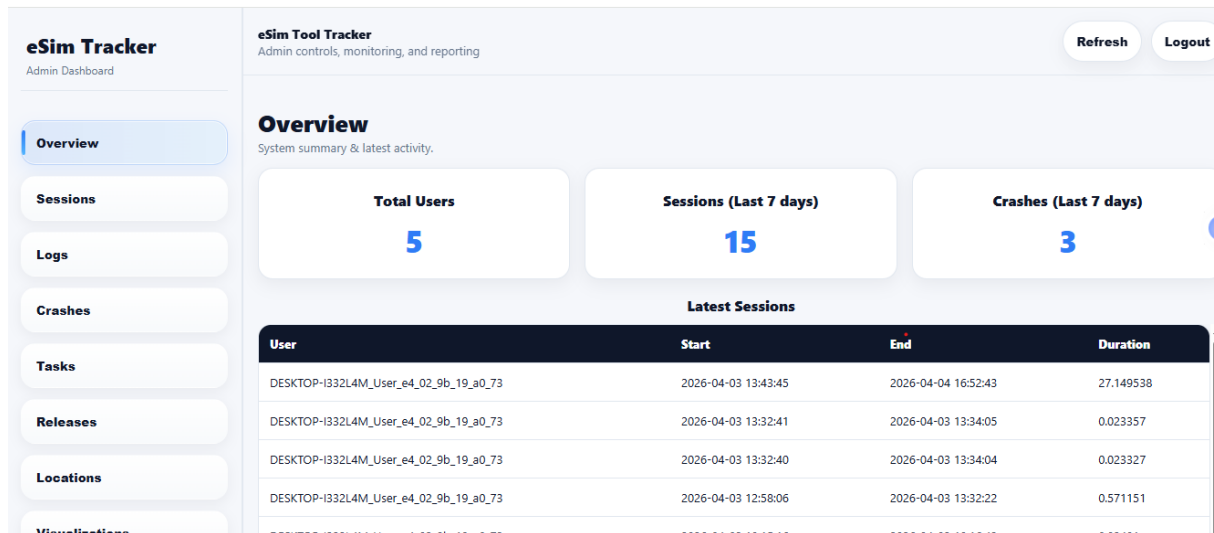 eSim Tracker
Admin Dashboard
Overview
Sessions
Logs
Crashes
Tasks
Releases
Locations
Visualizations
eSim Tool Tracker
Admin controls, monitoring, and reporting
Refresh Logout
Overview
System summary & latest activity.
Total Users Sessions (Last 7 days) Crashes (Last 7 days)
5 15 3
Latest Sessions
User Start End Duration
DESKTOP-I332L4M_User_e4_02_9b_19_a0_73 2026-04-03 13:43:45 2026-04-04 16:52:43 27.149538
DESKTOP-I332L4M_User_e4_02_9b_19_a0_73 2026-04-03 13:32:41 2026-04-03 13:34:05 0.023357
DESKTOP-I332L4M_User_e4_02_9b_19_a0_73 2026-04-03 13:32:40 2026-04-03 13:34:04 0.023327
DESKTOP-I332L4M_User_e4_02_9b_19_a0_73 2026-04-03 12:58:06 2026-04-03 13:32:22 0.571151